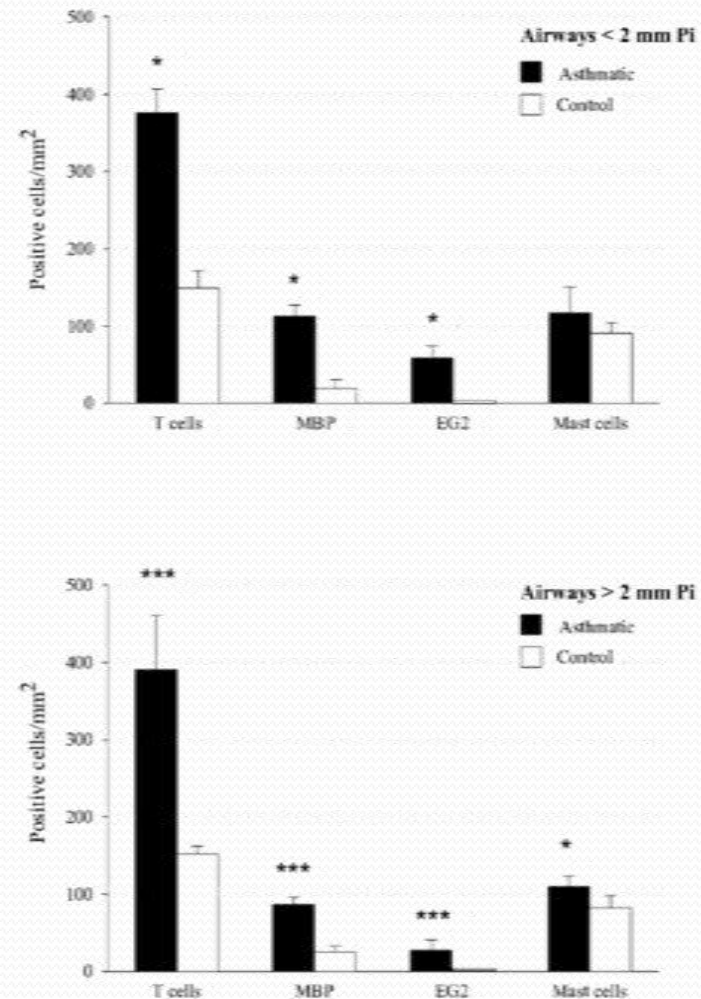 500
Airways < 2 mm Pi
*
Asthmatic
400
Control
Positive cells/mm²
300
200
*
*
100
0
T cells MBP EG2 Mast cells
***
500
Airways > 2 mm Pi
Asthmatic
400
Control
Positive cells/mm²
300
200
***
***
*
100
0
T cells MBP EG2 Mast cells